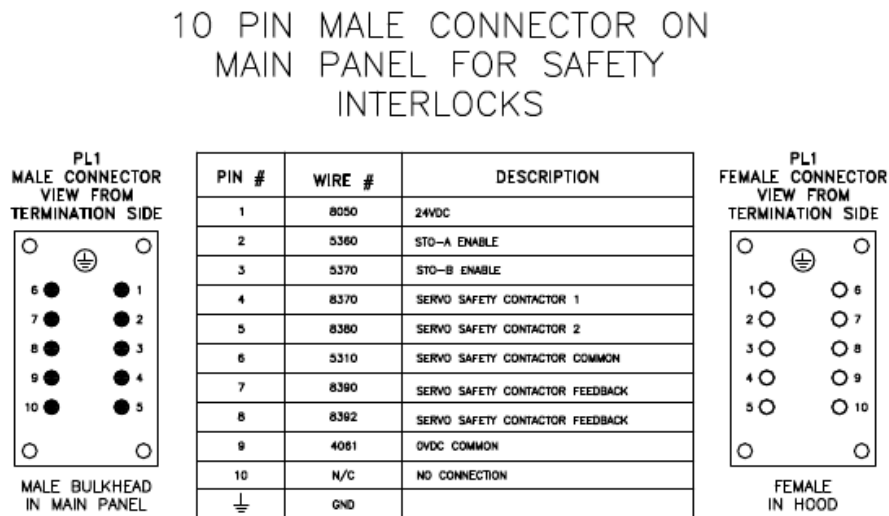 10 PIN MALE CONNECTOR ON
MAIN PANEL FOR SAFETY
INTERLOCKS
PL1
MALE CONNECTOR
VIEW FROM
TERMINATION SIDE
6 1
7 2
8 3
9 4
10 5
MALE BULKHEAD
IN MAIN PANEL
PIN # WIRE # DESCRIPTION
1 8050 24VDC
2 5360 STO-A ENABLE
3 5370 STO-B ENABLE
4 8370 SERVO SAFETY CONTACTOR 1
5 8380 SERVO SAFETY CONTACTOR 2
6 5310 SERVO SAFETY CONTACTOR COMMON
7 8390 SERVO SAFETY CONTACTOR FEEDBACK
8 8392 SERVO SAFETY CONTACTOR FEEDBACK
9 4061 0VDC COMMON
10 N/C NO CONNECTION
GND
PL1
FEMALE CONNECTOR
VIEW FROM
TERMINATION SIDE
1 6
2 7
3 8
4 9
5 10
FEMALE
IN HOOD